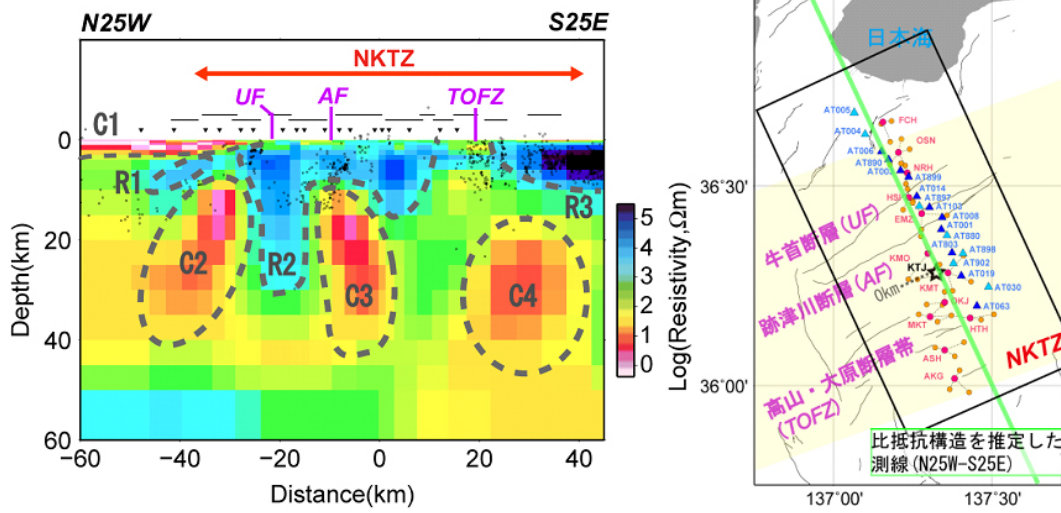 N25W
S25E
NKTZ
UF
AF
TOFZ
C1
R1
R3
C2
R2
C3
C4
0
20
40
60
Depth(km)
-60
-40
-20
0
20
40
Distance(km)
5
4
3
2
1
0
Log(Resistivity,Ωm)
日本海
AT005
FCH
AT004
OSN
AT006
AT890
NRH
AT899
AT014
HSI
AT897
AT103
EMZ
AT008
AT001
AT880
AT803
AT898
KMO
AT902
KTJ
AT019
0km
KMT
AT030
OKJ
AT063
MKT
HTH
ASH
AKG
牛首断層(UF)
跡津川断層(AF)
高山・大原断層帯
(TOFZ)
NKTZ
36°30'
36°00'
比抵抗構造を推定した
測線(N25W-S25E)
137°00'
137°30'